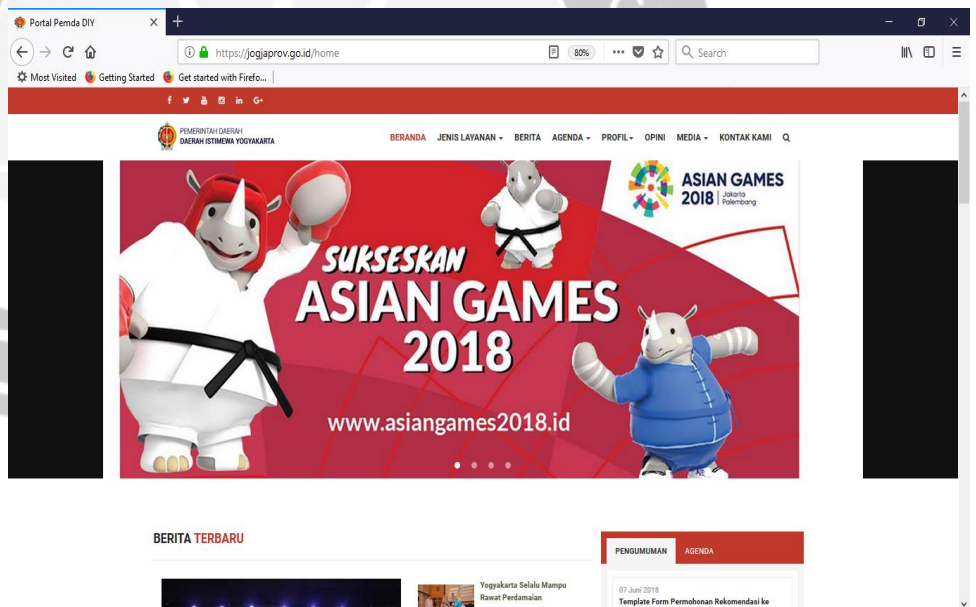 Portal Pemda DIY
https://jogjaprov.go.id/home
80%
Search
Most Visited
Getting Started
Get started with Firefo...
PEMERINTAH DAERAH
DAERAH ISTIMEWA YOGYAKARTA
BERANDA JENIS LAYANAN BERITA AGENDA PROFIL OPINI MEDIA KONTAK KAMI
ASIAN GAMES
2018 Jakarta
Palembang
SUKSESKAN
ASIAN GAMES
2018
www.asiangames2018.id
BERITA TERBARU
PENGUMUMAN AGENDA
Yogyakarta Selalu Mampu
Rawat Perdamaian
07 Juni 2018
Template Form Permohonan Rekomendasi ke